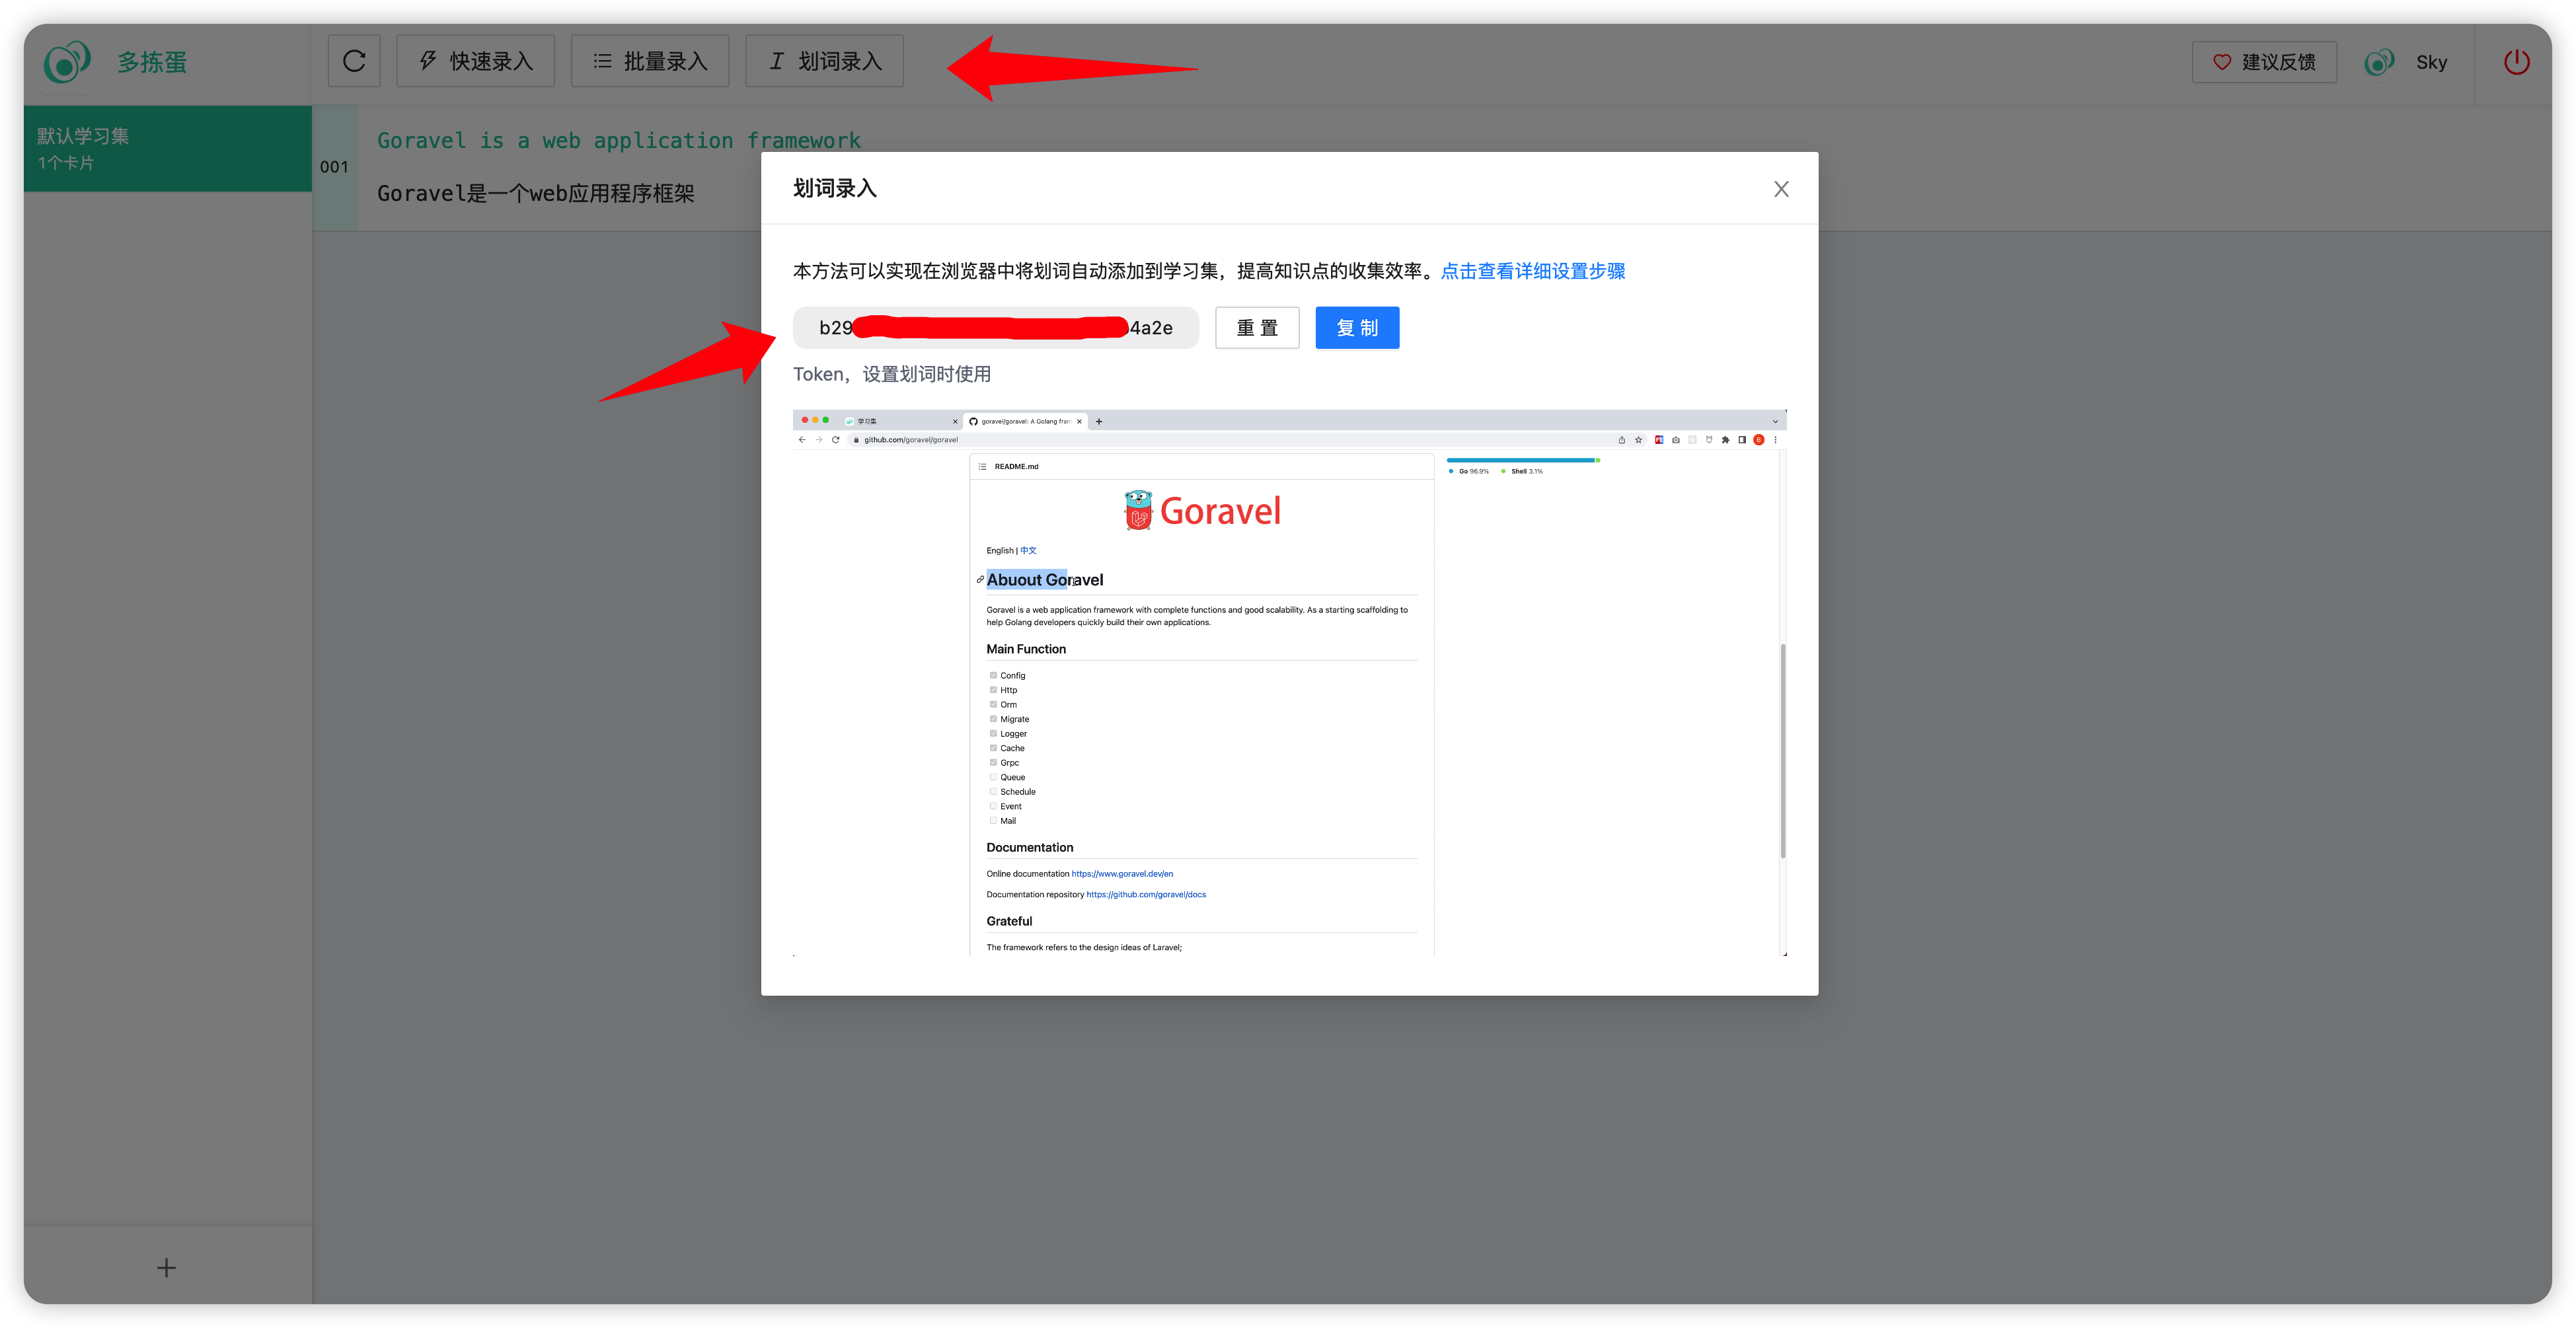 多拣蛋
快速录入
批量录入
划词录入
建议反馈
Sky
默认学习集
1个卡片
001
Goravel is a web application framework
Goravel是一个web应用程序框架
划词录入
本方法可以实现在浏览器中将划词自动添加到学习集，提高知识点的收集效率。点击查看详细设置步骤
b29
4a2e
重置
复制
Token，设置划词时使用
学习集
goravel/goravel: A Golang fram
github.com/goravel/goravel
README.md
Go 96.9%
Shell 3.1%
Goravel
English | 中文
Abuout Goravel
Goravel is a web application framework with complete functions and good scalability. As a starting scaffolding to
help Golang developers quickly build their own applications.
Main Function
Config
Http
Orm
Migrate
Logger
Cache
Grpc
Queue
Schedule
Event
Mail
Documentation
Online documentation https://www.goravel.dev/en
Documentation repository https://github.com/goravel/docs
Grateful
The framework refers to the design ideas of Laravel;